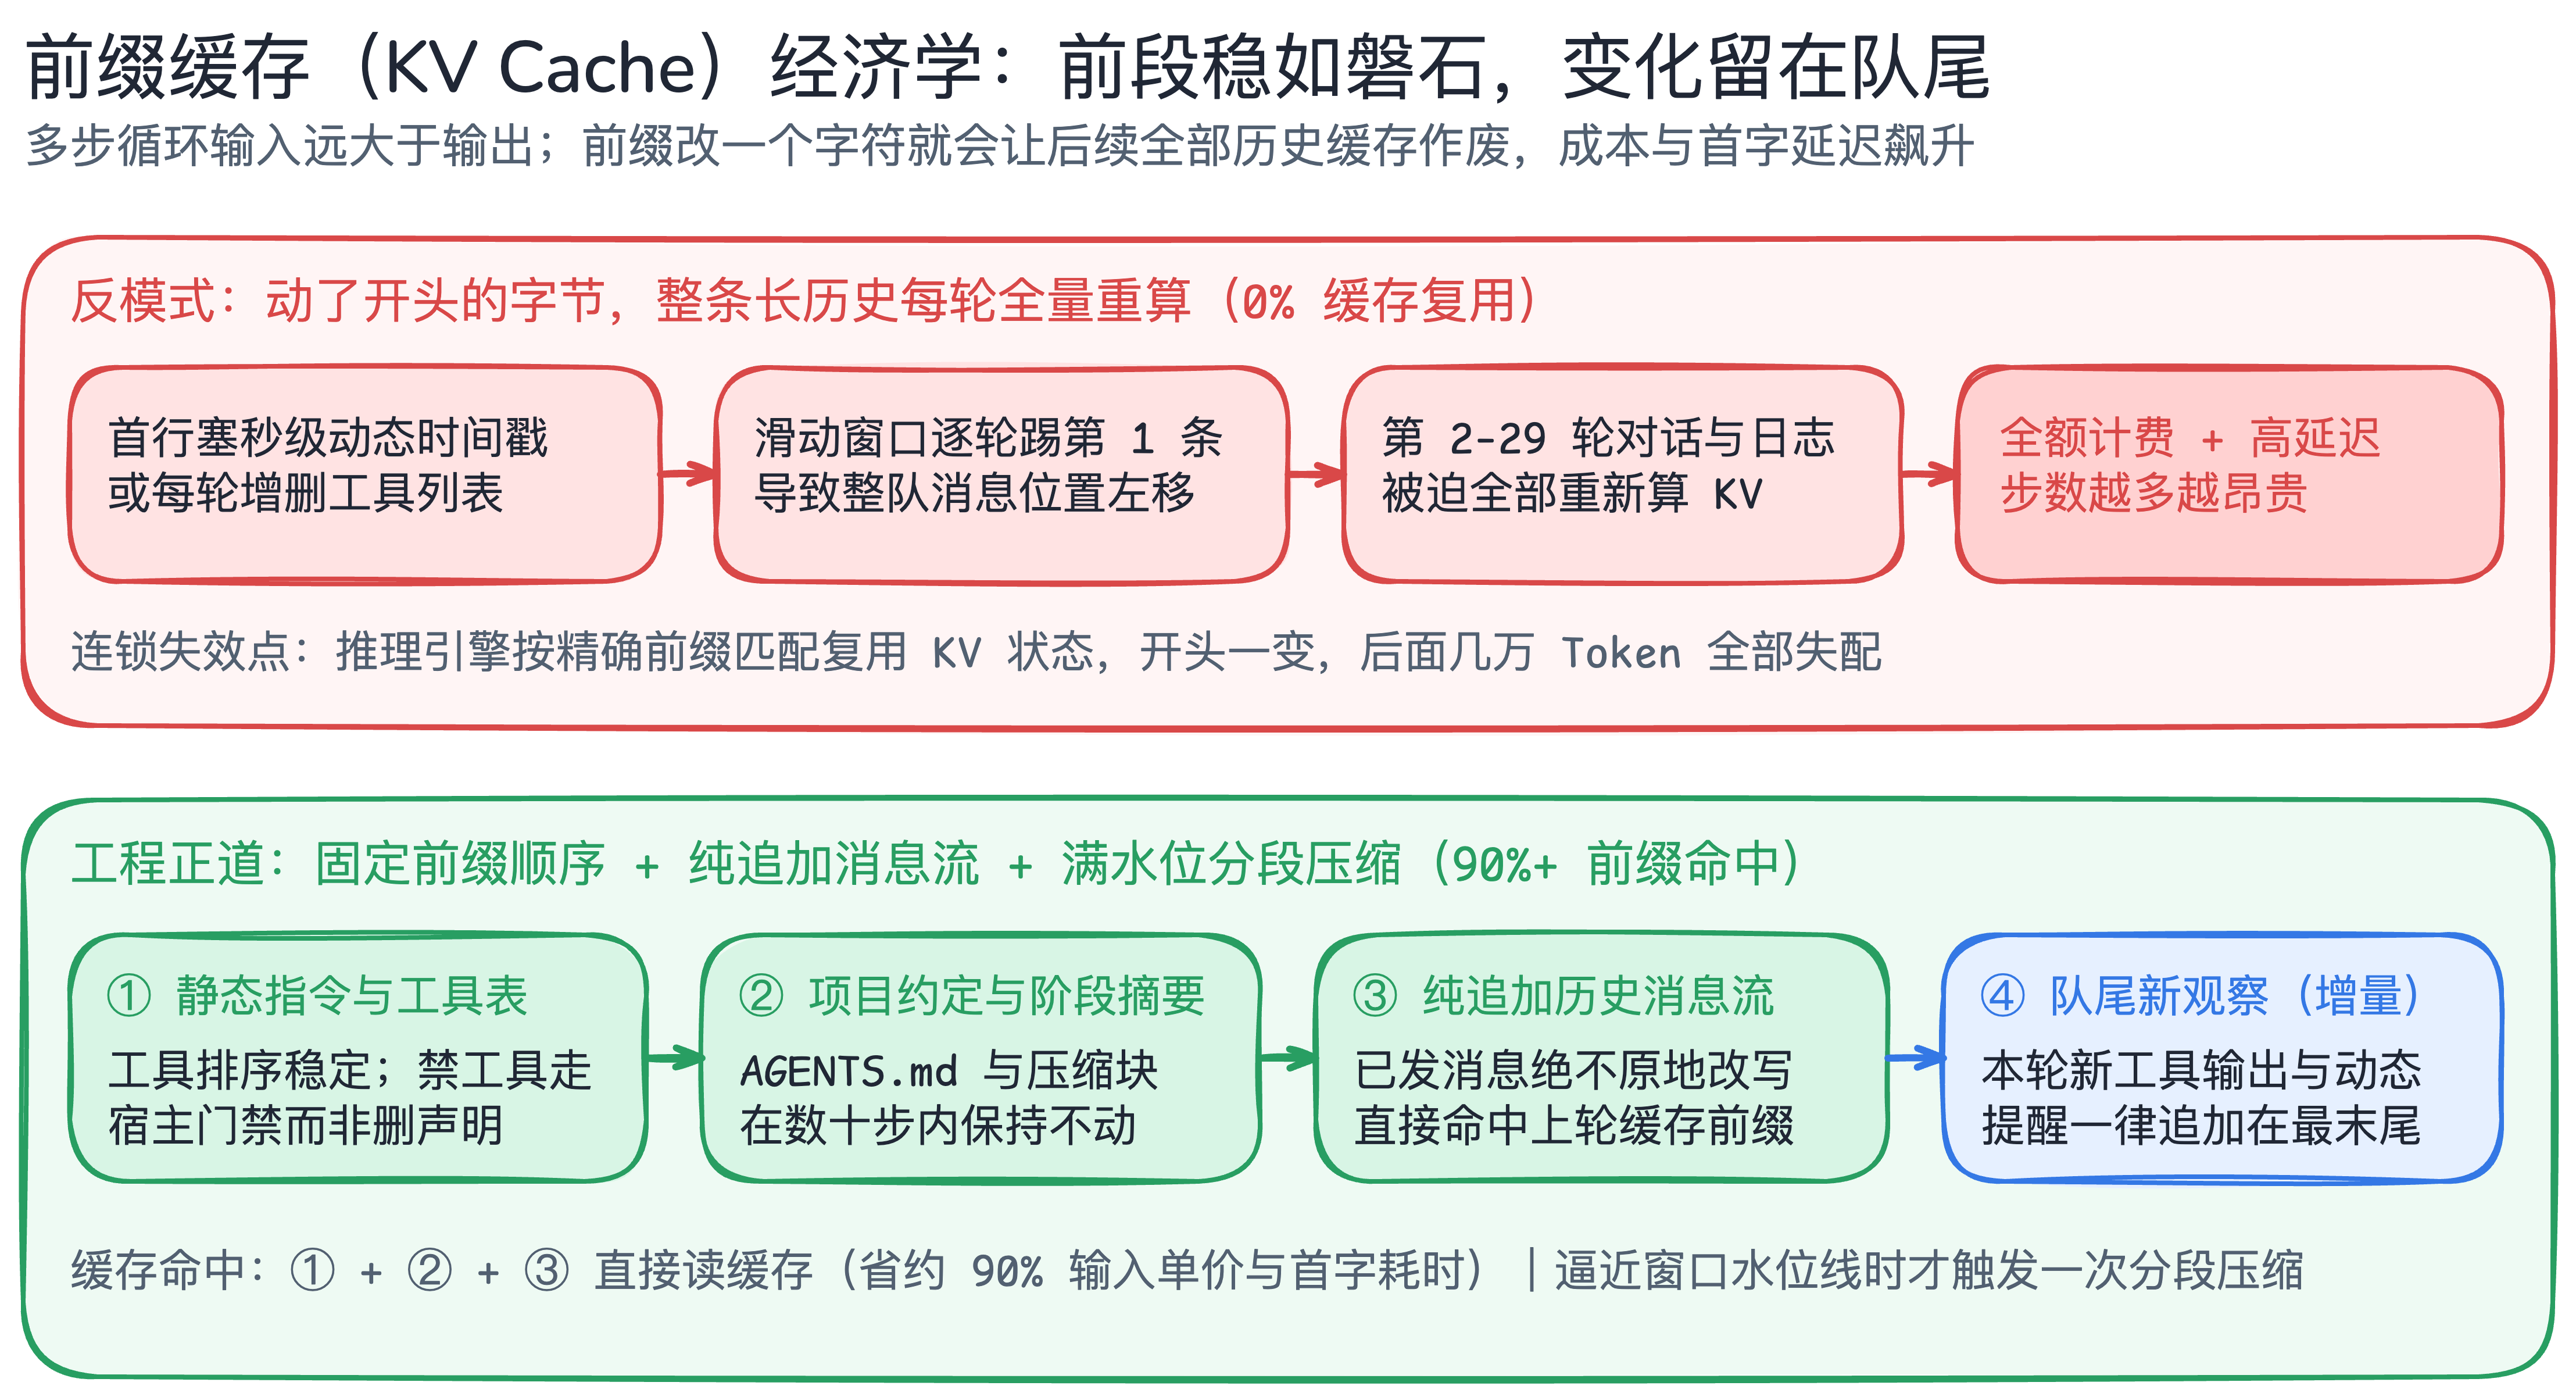 前缀缓存（KV Cache）经济学：前段稳如磐石，变化留在队尾
多步循环输入远大于输出；前缀改一个字符就会让后续全部历史缓存作废，成本与首字延迟飙升
反模式：动了开头的字节，整条长历史每轮全量重算（0% 缓存复用）
首行塞秒级动态时间戳
或每轮增删工具列表
滑动窗口逐轮踢第 1 条
导致整队消息位置左移
第 2-29 轮对话与日志
被迫全部重新算 KV
全额计费 + 高延迟
步数越多越昂贵
连锁失效点：推理引擎按精确前缀匹配复用 KV 状态，开头一变，后面几万 Token 全部失配
工程正道：固定前缀顺序 + 纯追加消息流 + 满水位分段压缩（90%+ 前缀命中）
① 静态指令与工具表
工具排序稳定；禁工具走
宿主门禁而非删声明
② 项目约定与阶段摘要
AGENTS.md 与压缩块
在数十步内保持不动
③ 纯追加历史消息流
已发消息绝不原地改写
直接命中上轮缓存前缀
④ 队尾新观察（增量）
本轮新工具输出与动态
提醒一律追加在最末尾
缓存命中：① + ② + ③ 直接读缓存（省约 90% 输入单价与首字耗时）｜逼近窗口水位线时才触发一次分段压缩